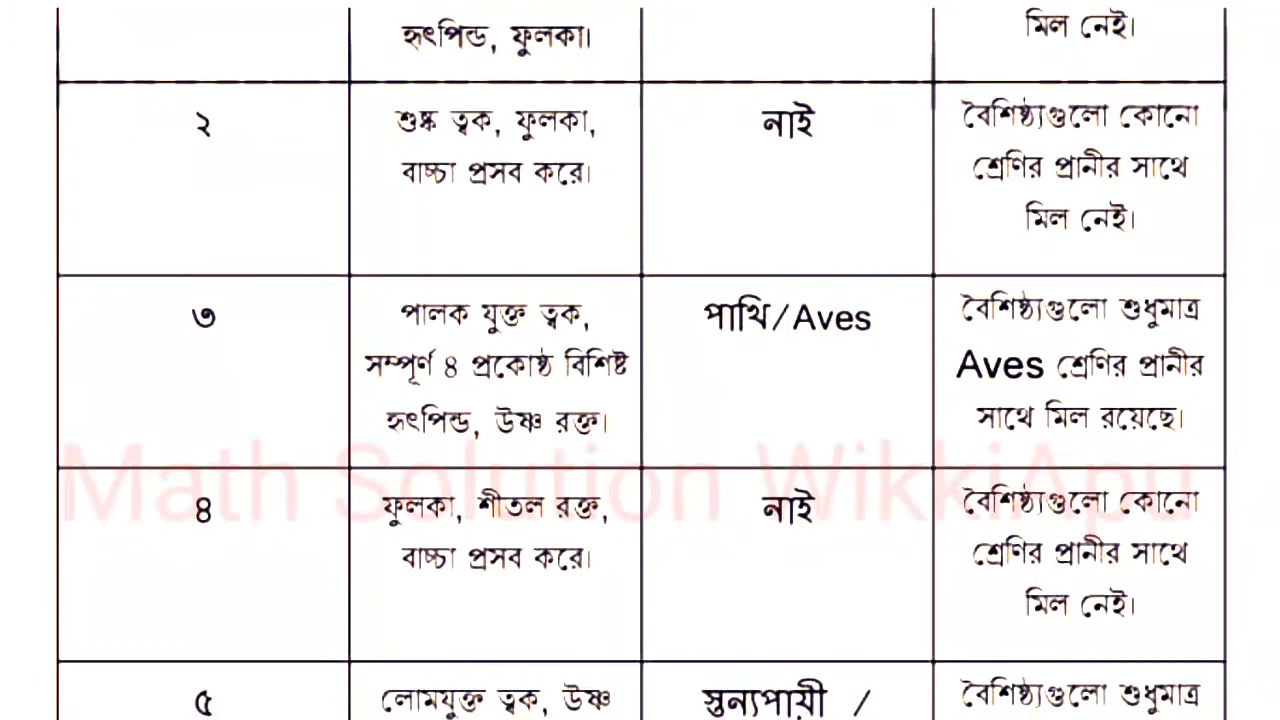 হৃৎপিন্ড, ফুলকা।
মিল নেই।
২
শুষ্ক ত্বক, ফুলকা,
বাচ্চা প্রসব করে।
নাই
বৈশিষ্ঠ্যগুলো কোনো
শ্রেণির প্রানীর সাথে
মিল নেই।
৩
পালক যুক্ত ত্বক,
সম্পূর্ণ ৪ প্রকোষ্ঠ বিশিষ্ট
হৃৎপিন্ড, উষ্ণ রক্ত।
পাখি/Aves
বৈশিষ্ঠ্যগুলো শুধুমাত্র
Aves শ্রেণির প্রানীর
সাথে মিল রয়েছে।
৪
ফুলকা, শীতল রক্ত,
বাচ্চা প্রসব করে।
নাই
বৈশিষ্ঠ্যগুলো কোনো
শ্রেণির প্রানীর সাথে
মিল নেই।
৫
লোমযুক্ত ত্বক, উষ্ণ
স্তন্যপায়ী /
বৈশিষ্ঠ্যগুলো শুধুমাত্র
Math Solution WikkiApu